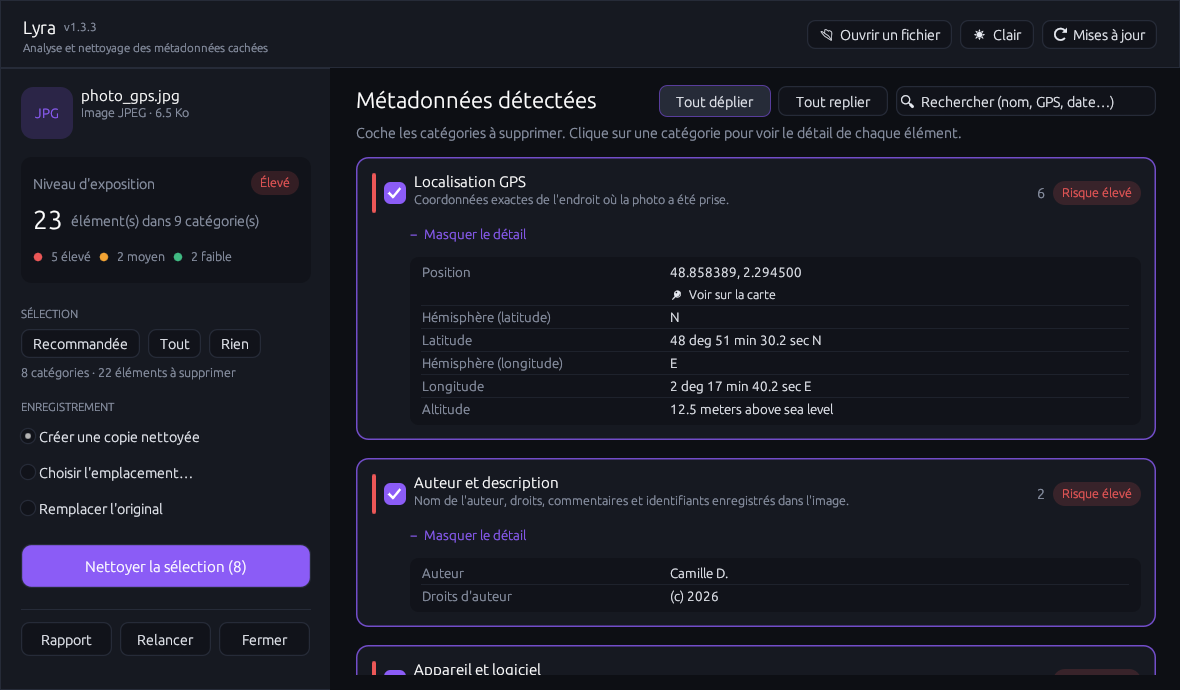 Lyra v1.3.3
Analyse et nettoyage des métadonnées cachées
Ouvrir un fichier
Clair
Mises à jour
JPG
photo_gps.jpg
Image JPEG · 6.5 Ko
Niveau d'exposition
Élevé
23 élément(s) dans 9 catégorie(s)
5 élevé 2 moyen 2 faible
SÉLECTION
Recommandée Tout Rien
8 catégories · 22 éléments à supprimer
ENREGISTREMENT
Créer une copie nettoyée
Choisir l'emplacement…
Remplacer l'original
Nettoyer la sélection (8)
Rapport Relancer Fermer
Métadonnées détectées
Tout déplier
Tout replier
Rechercher (nom, GPS, date…)
Coche les catégories à supprimer. Clique sur une catégorie pour voir le détail de chaque élément.
Localisation GPS
Coordonnées exactes de l'endroit où la photo a été prise.
6 Risque élevé
– Masquer le détail
Position 48.858389, 2.294500
Voir sur la carte
Hémisphère (latitude) N
Latitude 48 deg 51 min 30.2 sec N
Hémisphère (longitude) E
Longitude 2 deg 17 min 40.2 sec E
Altitude 12.5 meters above sea level
Auteur et description
Nom de l'auteur, droits, commentaires et identifiants enregistrés dans l'image.
2 Risque élevé
– Masquer le détail
Auteur Camille D.
Droits d'auteur (c) 2026
Appareil et logiciel